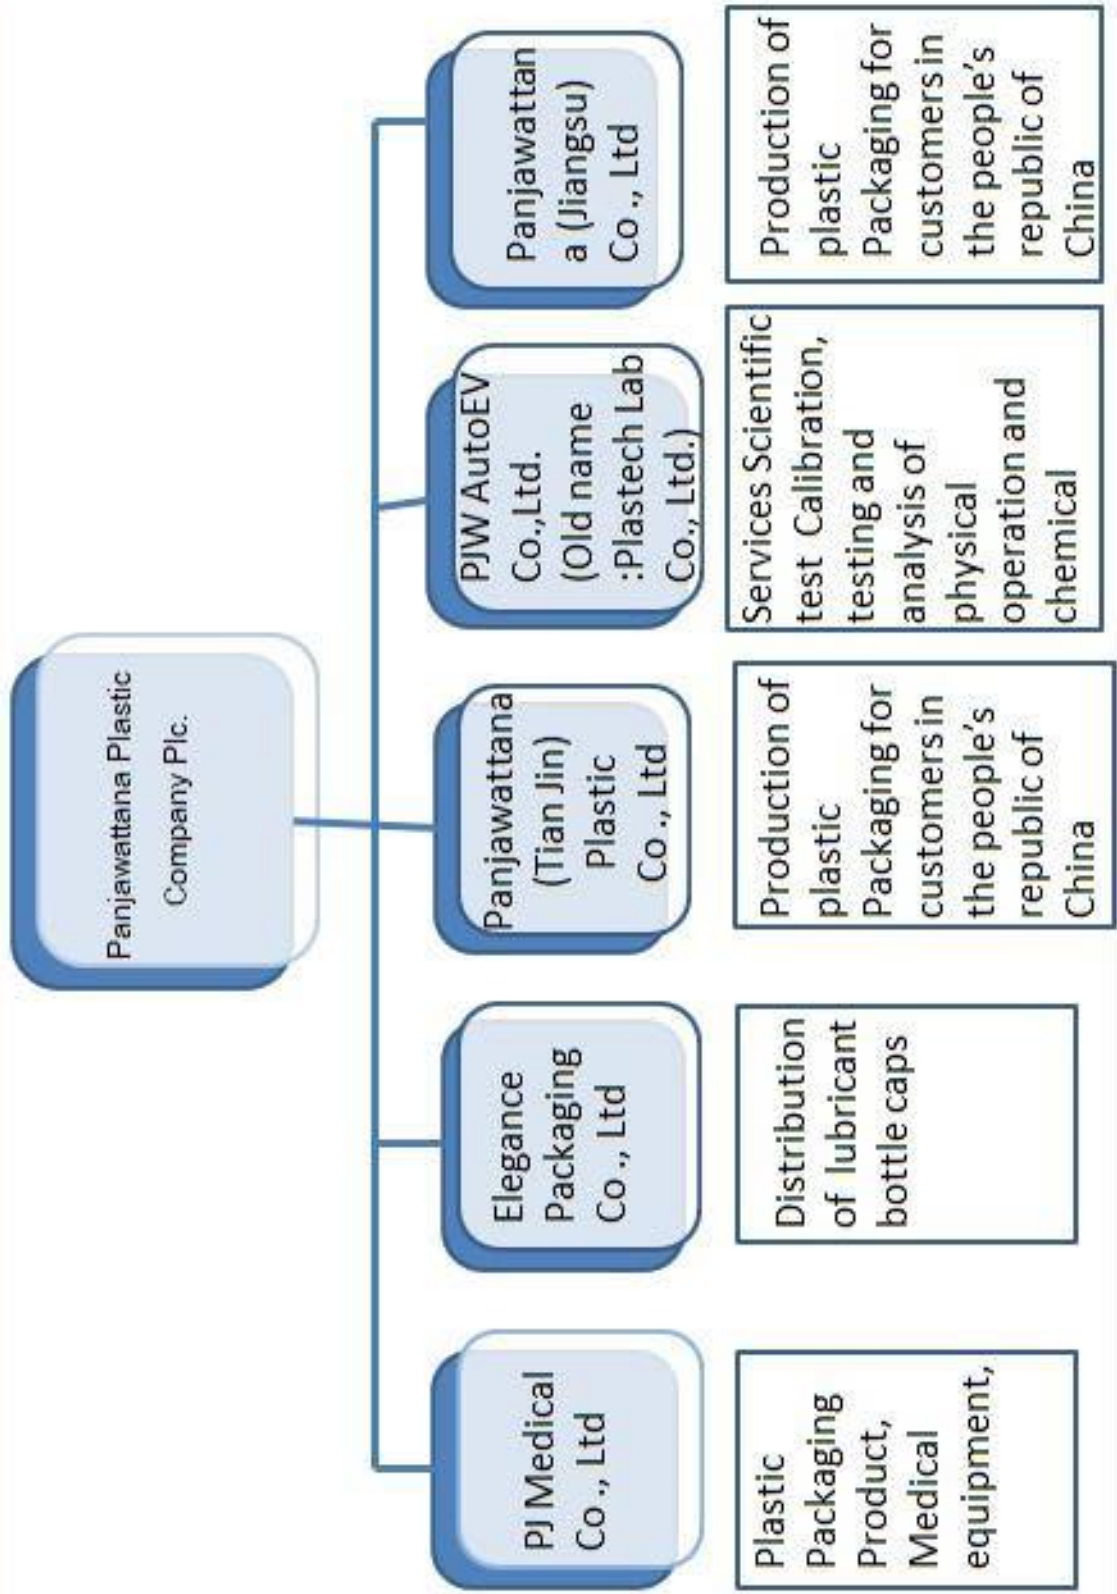 Panjawattana Plastic
Company Plc.
PJ Medical
Co ., Ltd
Elegance
Packaging
Co ., Ltd
Panjawattana
(Tian Jin)
Plastic
Co ., Ltd
PJW AutoEV
Co.,Ltd.
(Old name
:Plastech Lab
Co., Ltd.)
Panjawattan
a (Jiangsu)
Co ., Ltd
Plastic
Packaging
Product,
Medical
equipment,
Distribution
of lubricant
bottle caps
Production of
plastic
Packaging for
customers in
the people’s
republic of
China
Services Scientific
test Calibration,
testing and
analysis of
physical
operation and
chemical
Production of
plastic
Packaging for
customers in
the people’s
republic of
China